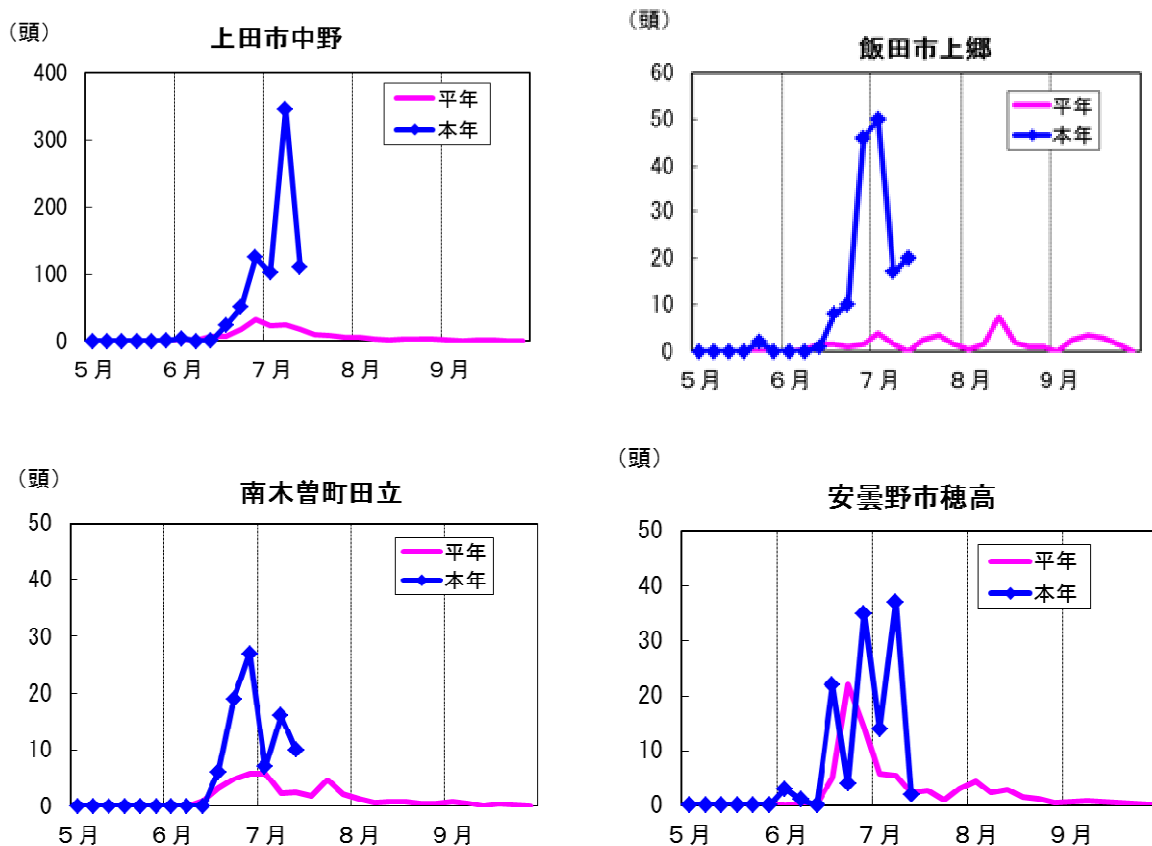 （頭）
上田市中野
400
300
200
100
0
平年
本年
５月
６月
７月
８月
９月
（頭）
飯田市上郷
60
50
40
30
20
10
0
平年
本年
５月
６月
７月
８月
９月
（頭）
南木曽町田立
50
40
30
20
10
0
平年
本年
５月
６月
７月
８月
９月
（頭）
安曇野市穂高
50
40
30
20
10
0
平年
本年
５月
６月
７月
８月
９月